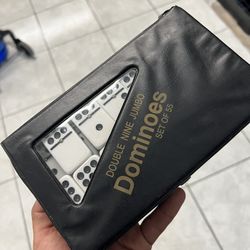 DOUBLE NINE - JUMBO
Dominoes
SET OF 55